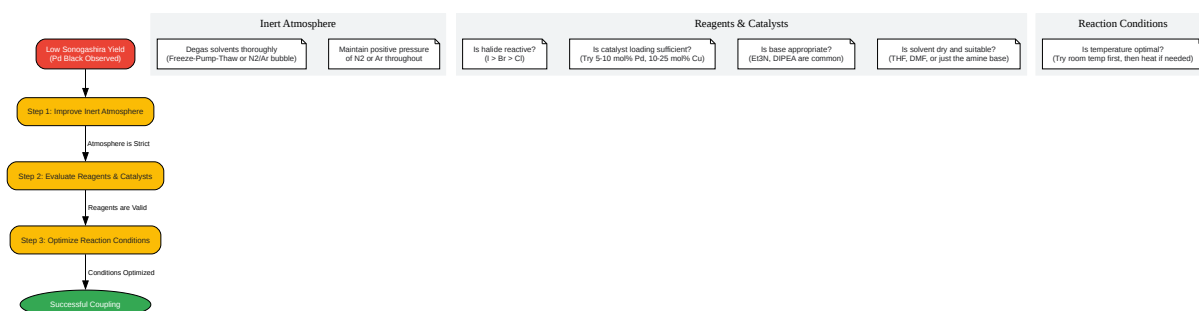 Inert Atmosphere
Reagents & Catalysts
Reaction Conditions
Low Sonogashira Yield
(Pd Black Observed)
Degas solvents thoroughly
(Freeze-Pump-Thaw or N2/Ar bubble)
Maintain positive pressure
of N2 or Ar throughout
Is halide reactive?
(I > Br > Cl)
Is catalyst loading sufficient?
(Try 5-10 mol% Pd, 10-25 mol% Cu)
Is base appropriate?
(Et3N, DIPEA are common)
Is solvent dry and suitable?
(THF, DMF, or just the amine base)
Is temperature optimal?
(Try room temp first, then heat if needed)
Step 1: Improve Inert Atmosphere
Atmosphere is Strict
Step 2: Evaluate Reagents & Catalysts
Reagents are Valid
Step 3: Optimize Reaction Conditions
Conditions Optimized
Successful Coupling